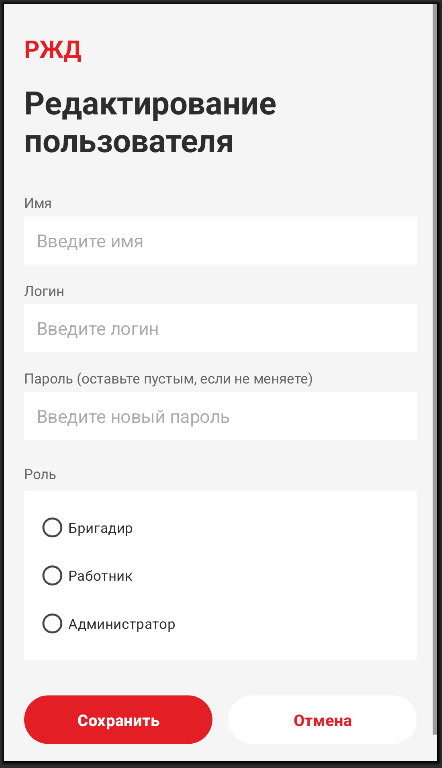 РЖД
Редактирование
пользователя
Имя
Введите имя
Логин
Введите логин
Пароль (оставьте пустым, если не меняете)
Введите новый пароль
Роль
Бригадир
Работник
Администратор
Сохранить
Отмена